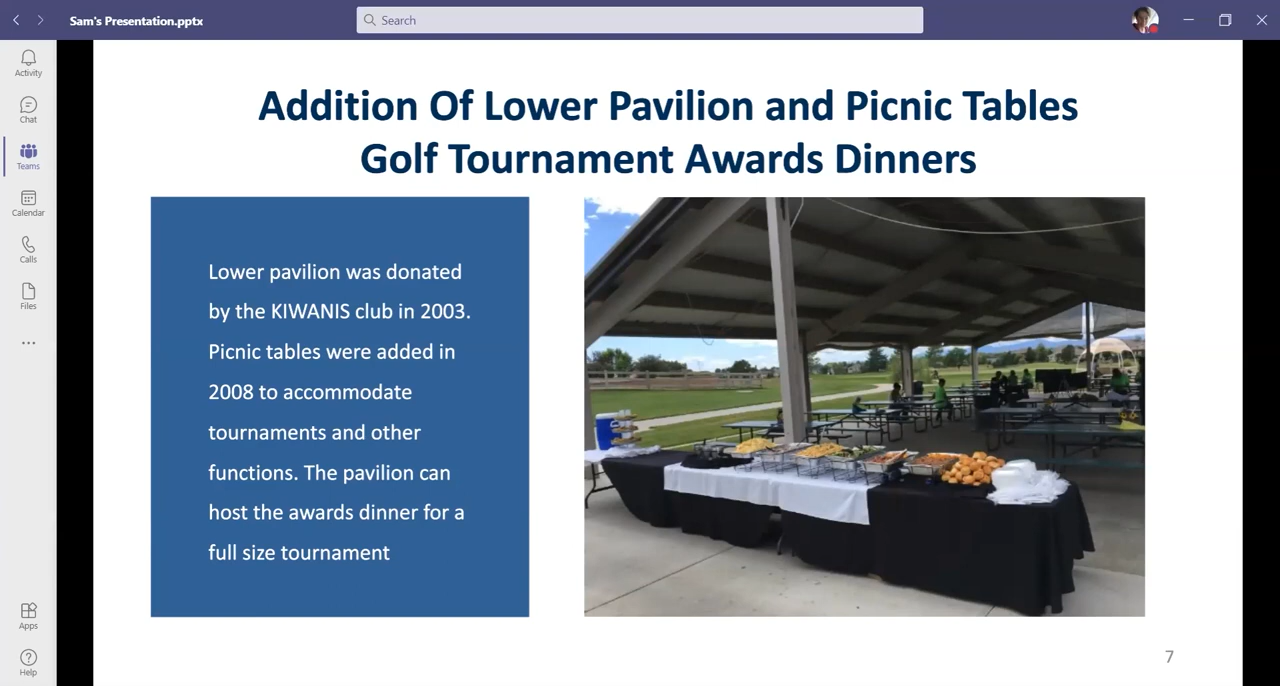 Sam's Presentation.pptx
Search
Activity
Chat
Teams
Calendar
Calls
Files
Apps
Help
Addition Of Lower Pavilion and Picnic Tables
Golf Tournament Awards Dinners
Lower pavilion was donated
by the KIWANIS club in 2003.
Picnic tables were added in
2008 to accommodate
tournaments and other
functions. The pavilion can
host the awards dinner for a
full size tournament
7